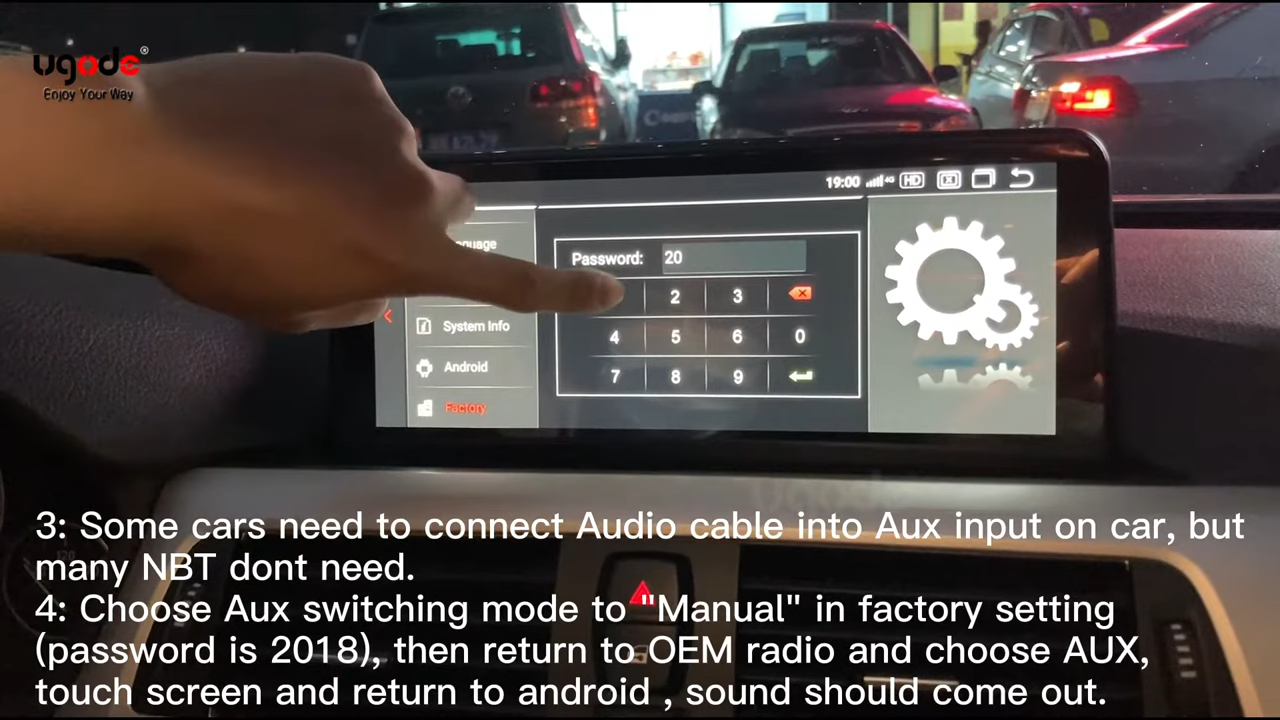 ugode®
Enjoy Your Way
19:00 4G HD
Password: 20
2 3
System Info
4 5 6 0
Android
7 8 9
Factory
3: Some cars need to connect Audio cable into Aux input on car, but
many NBT dont need.
4: Choose Aux switching mode to "Manual" in factory setting
(password is 2018), then return to OEM radio and choose AUX,
touch screen and return to android , sound should come out.